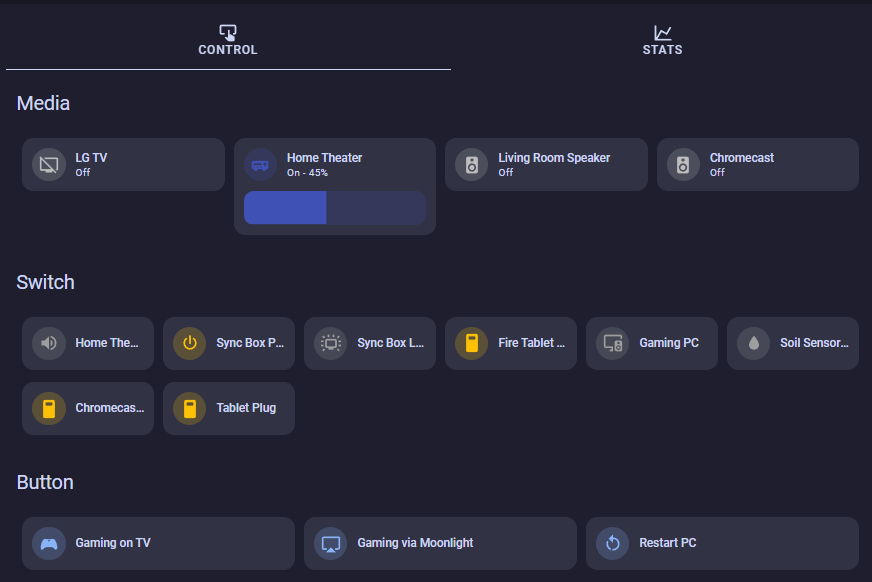 CONTROL
STATS
Media
LG TV
Off
Home Theater
On - 45%
Living Room Speaker
Off
Chromecast
Off
Switch
Home The...
Sync Box P...
Sync Box L...
Fire Tablet ...
Gaming PC
Soil Sensor...
Chromecas...
Tablet Plug
Button
Gaming on TV
Gaming via Moonlight
Restart PC